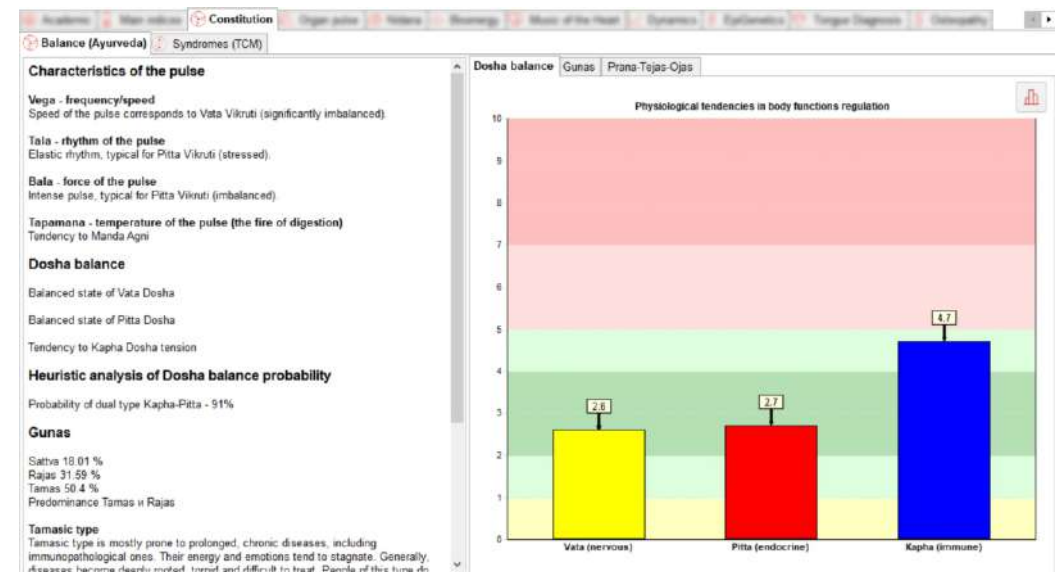 Constitution
Balance (Ayurveda) Syndromes (TCM)
Characteristics of the pulse
Vega - frequency/speed
Speed of the pulse corresponds to Vata Vikruti (significantly imbalanced).
Tala - rhythm of the pulse
Elastic rhythm, typical for Pitta Vikruti (stressed).
Bala - force of the pulse
Intense pulse, typical for Pitta Vikruti (imbalanced).
Tapamana - temperature of the pulse (the fire of digestion)
Tendency to Manda Agni
Dosha balance
Balanced state of Vata Dosha
Balanced state of Pitta Dosha
Tendency to Kapha Dosha tension
Heuristic analysis of Dosha balance probability
Probability of dual type Kapha-Pitta - 91%
Gunas
Sattva 18.01 %
Rajas 31.59 %
Tamas 50.4 %
Predominance Tamas и Rajas
Tamasic type
Tamasic type is mostly prone to prolonged, chronic diseases, including
immunopathological ones. Their energy and emotions tend to stagnate. Generally,
diseases become deeply rooted, torpid and difficult to treat. People of this type do
Dosha balance Gunas Prana-Tejas-Ojas
Physiological tendencies in body functions regulation
10
9
8
7
6
5
4
3
2
1
0
2.6
2.7
4.7
Vata (nervous) Pitta (endocrine) Kapha (immune)